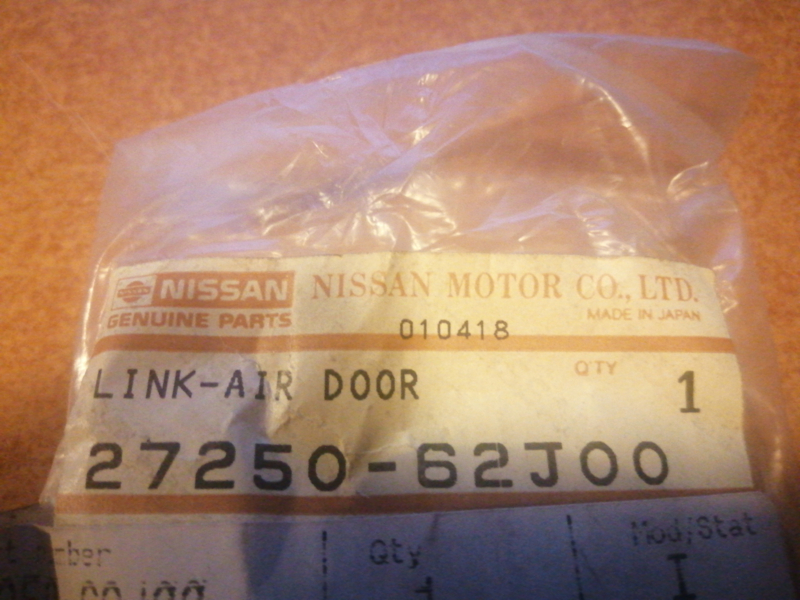 NISSAN NISSAN MOTOR CO., LTD.
GENUINE PARTS MADE IN JAPAN
010418
LINK-AIR DOOR QTY 1
27250-62J00
Qty Mod/Stat
I